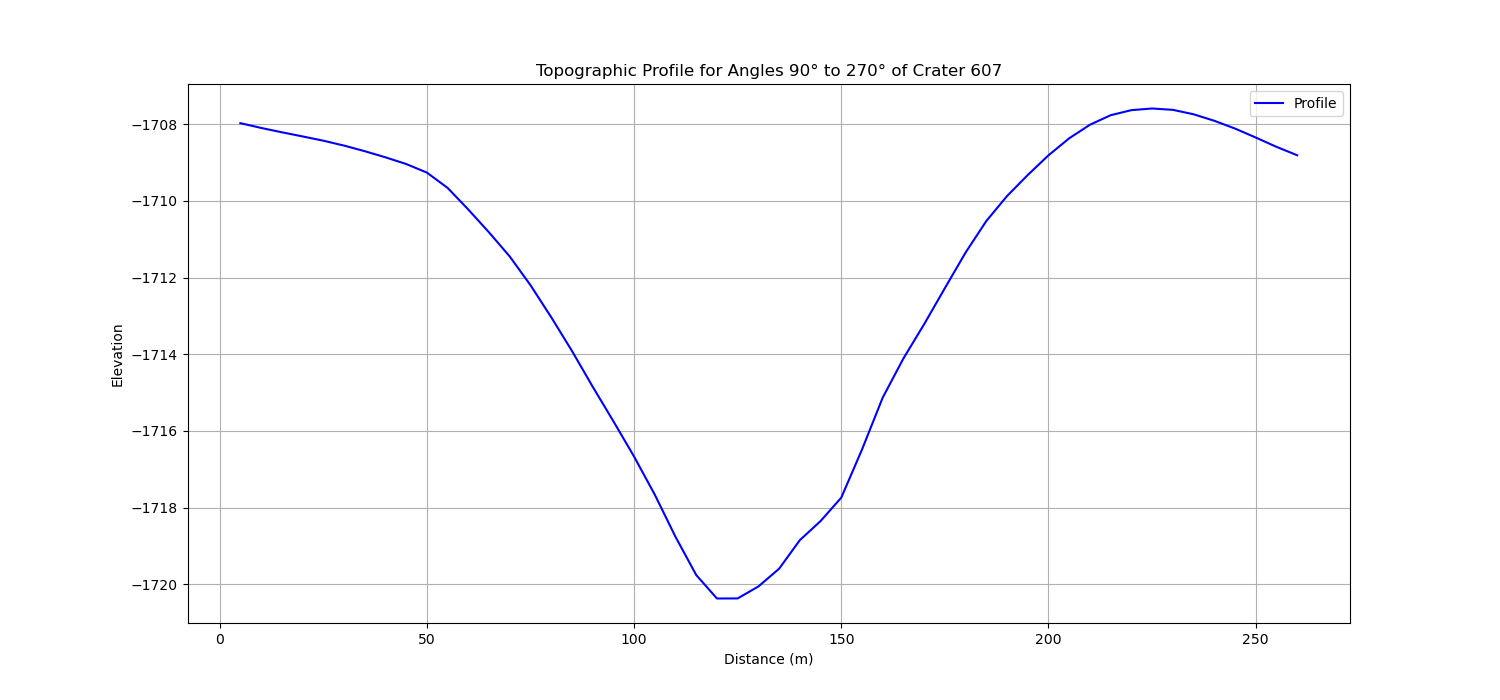 Topographic Profile for Angles 90° to 270° of Crater 607
Profile
Elevation
−1708
−1710
−1712
−1714
−1716
−1718
−1720
0 50 100 150 200 250
Distance (m)